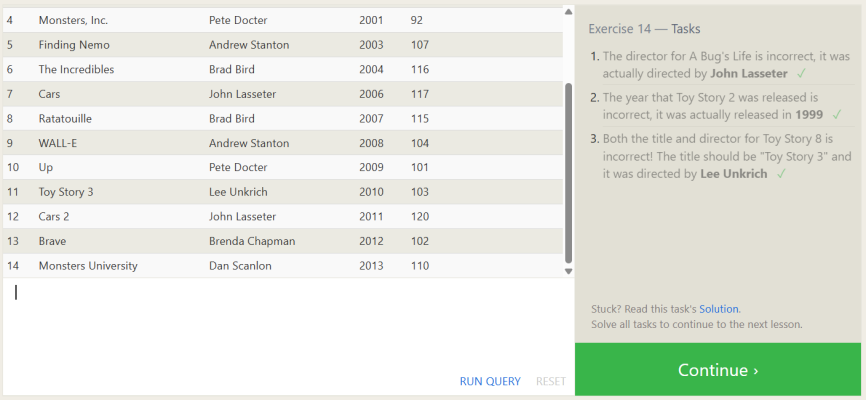 4 Monsters, Inc. Pete Docter 2001 92
5 Finding Nemo Andrew Stanton 2003 107
6 The Incredibles Brad Bird 2004 116
7 Cars John Lasseter 2006 117
8 Ratatouille Brad Bird 2007 115
9 WALL-E Andrew Stanton 2008 104
10 Up Pete Docter 2009 101
11 Toy Story 3 Lee Unkrich 2010 103
12 Cars 2 John Lasseter 2011 120
13 Brave Brenda Chapman 2012 102
14 Monsters University Dan Scanlon 2013 110
RUN QUERY RESET
Exercise 14 — Tasks
1. The director for A Bug's Life is incorrect, it was
actually directed by John Lasseter ✓
2. The year that Toy Story 2 was released is
incorrect, it was actually released in 1999 ✓
3. Both the title and director for Toy Story 8 is
incorrect! The title should be "Toy Story 3" and
it was directed by Lee Unkrich ✓
Stuck? Read this task's Solution.
Solve all tasks to continue to the next lesson.
Continue ›